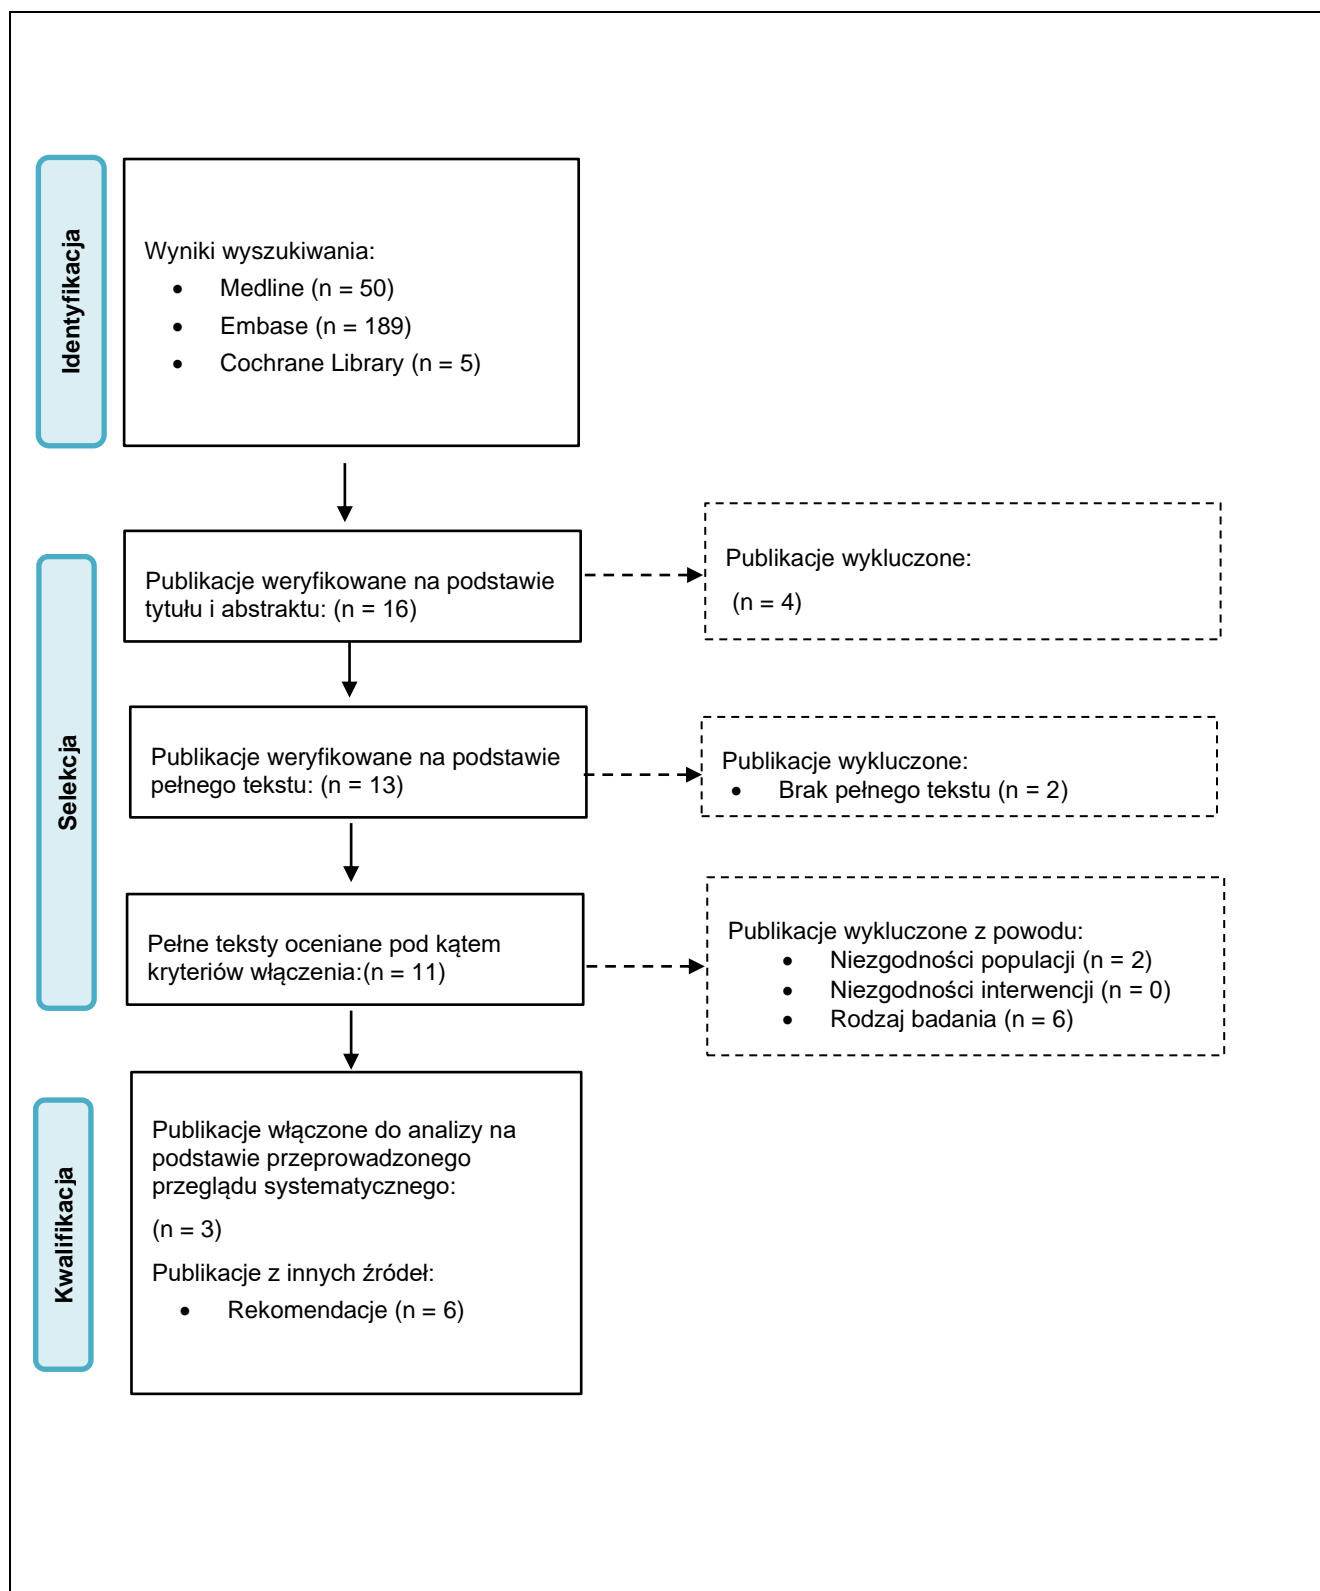 Identyfikacja
Wyniki wyszukiwania:
• Medline (n = 50)
• Embase (n = 189)
• Cochrane Library (n = 5)
Selekcja
Publikacje weryfikowane na podstawie
tytułu i abstraktu: (n = 16)
Publikacje wykluczone:
(n = 4)
Publikacje weryfikowane na podstawie
pełnego tekstu: (n = 13)
Publikacje wykluczone:
• Brak pełnego tekstu (n = 2)
Pełne teksty oceniane pod kątem
kryteriów włączenia:(n = 11)
Publikacje wykluczone z powodu:
• Niezgodności populacji (n = 2)
• Niezgodności interwencji (n = 0)
• Rodzaj badania (n = 6)
Kwalifikacja
Publikacje włączone do analizy na
podstawie przeprowadzonego
przeglądu systematycznego:
(n = 3)
Publikacje z innych źródeł:
• Rekomendacje (n = 6)